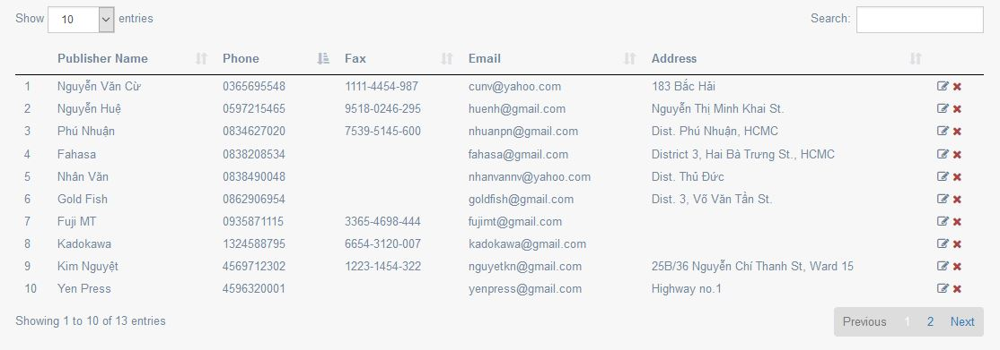 Show 10 entries Search:
Publisher Name Phone Fax Email Address
1 Nguyễn Văn Cừ 0365695548 1111-4454-987 cunv@yahoo.com 183 Bắc Hải
2 Nguyễn Huệ 0597215465 9518-0246-295 huenh@gmail.com Nguyễn Thị Minh Khai St.
3 Phú Nhuận 0834627020 7539-5145-600 nhuanpn@gmail.com Dist. Phú Nhuận, HCMC
4 Fahasa 0838208534 fahasa@gmail.com District 3, Hai Bà Trưng St., HCMC
5 Nhân Văn 0838490048 nhanvannv@yahoo.com Dist. Thủ Đức
6 Gold Fish 0862906954 goldfish@gmail.com Dist. 3, Võ Văn Tần St.
7 Fuji MT 0935871115 3365-4698-444 fujimt@gmail.com
8 Kadokawa 1324588795 6654-3120-007 kadokawa@gmail.com
9 Kim Nguyệt 4569712302 1223-1454-322 nguyetkn@gmail.com 25B/36 Nguyễn Chí Thanh St, Ward 15
10 Yen Press 4596320001 yenpress@gmail.com Highway no.1
Showing 1 to 10 of 13 entries Previous 1 2 Next